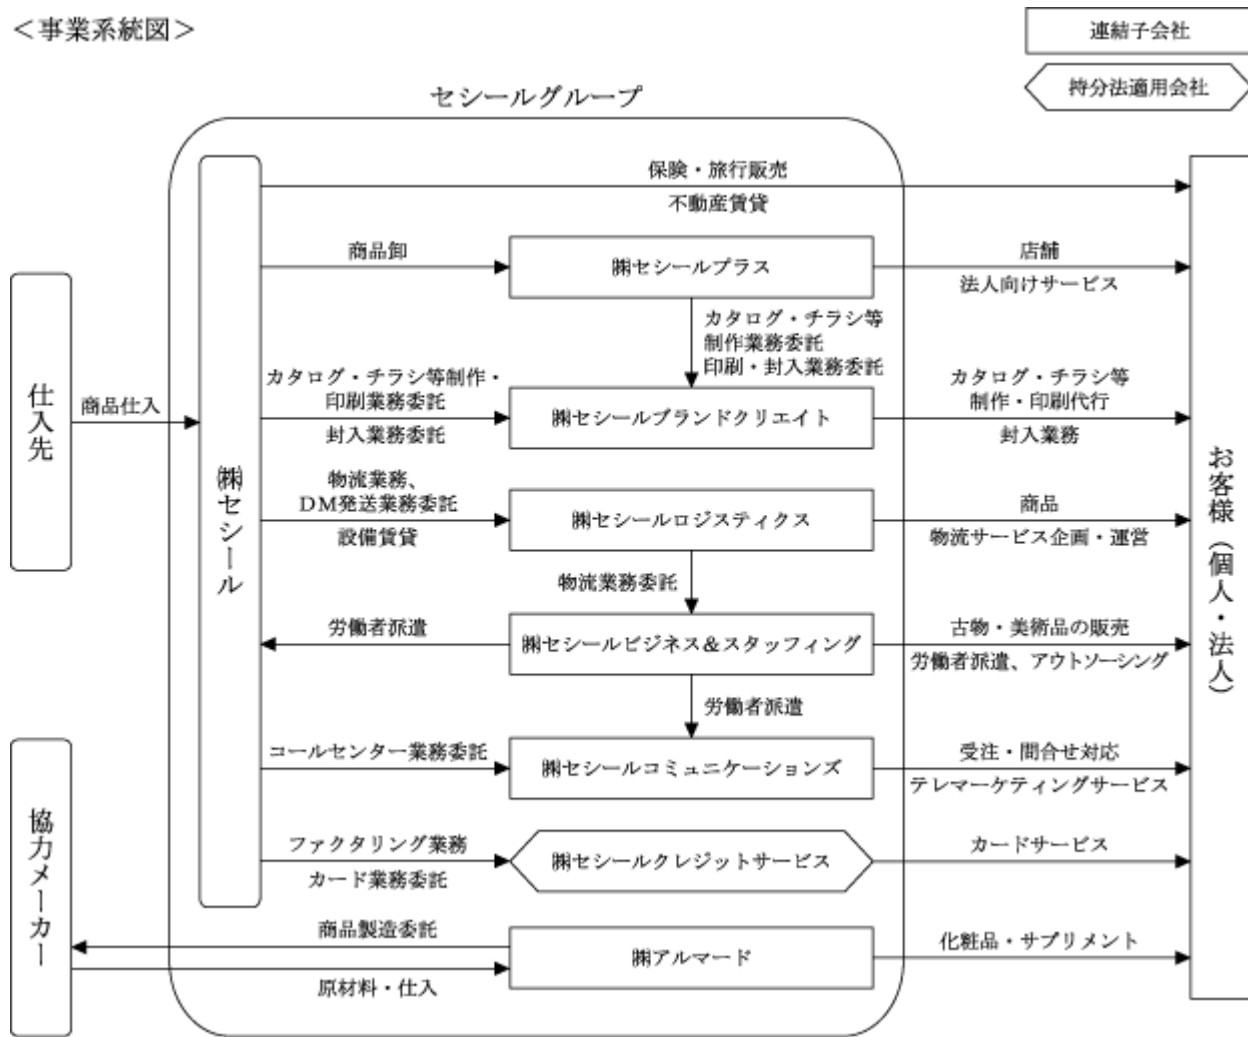 ＜事業系統図＞
連結子会社
持分法適用会社
セシールグループ
保険・旅行販売
不動産賃貸
商品卸
㈱セシールプラス
店舗
法人向けサービス
カタログ・チラシ等
制作業務委託
印刷・封入業務委託
仕入先
商品仕入
㈱セシール
カタログ・チラシ等制作・
印刷業務委託
封入業務委託
㈱セシールブランドクリエイト
カタログ・チラシ等
制作・印刷代行
封入業務
お客様（個人・法人）
物流業務、
DM発送業務委託
設備賃貸
㈱セシールロジスティクス
商品
物流サービス企画・運営
物流業務委託
労働者派遣
㈱セシールビジネス＆スタッフィング
古物・美術品の販売
労働者派遣、アウトソーシング
労働者派遣
コールセンター業務委託
㈱セシールコミュニケーションズ
受注・問合せ対応
テレマーケティングサービス
協力メーカー
ファクタリング業務
カード業務委託
㈱セシールクレジットサービス
カードサービス
商品製造委託
原材料・仕入
㈱アルマード
化粧品・サプリメント